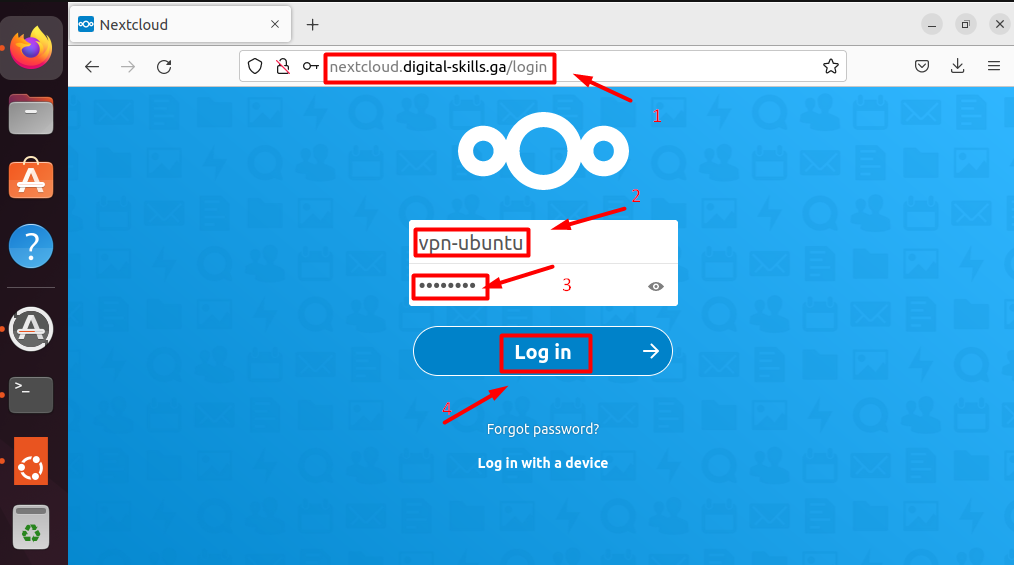 Nextcloud
nextcloud.digital-skills.ga/login
1
2
vpn-ubuntu
••••••••
3
Log in
4
Forgot password?
Log in with a device
>_